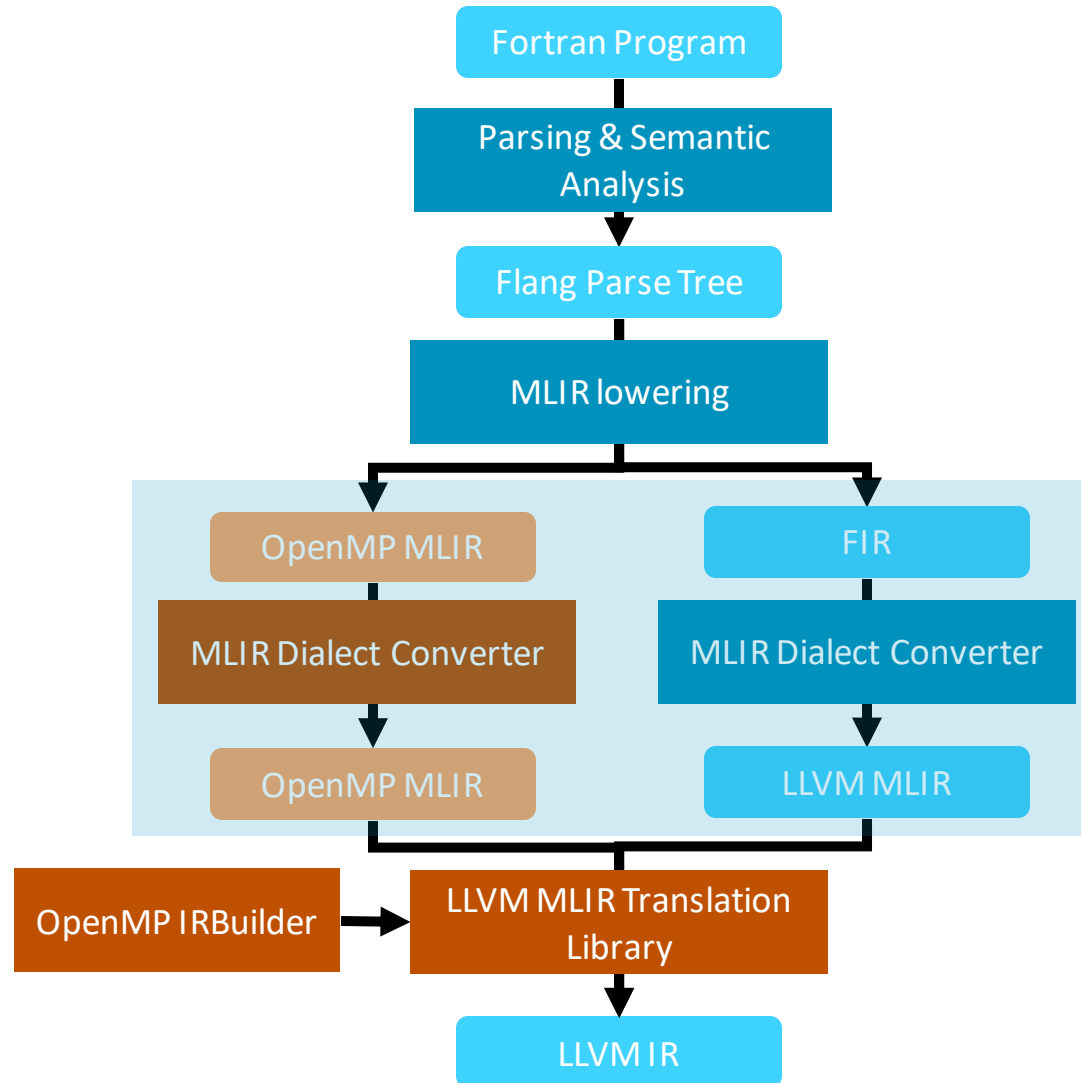 Fortran Program
Parsing & Semantic
Analysis
Flang Parse Tree
MLIR lowering
OpenMP MLIR
FIR
MLIR Dialect Converter
MLIR Dialect Converter
OpenMP MLIR
LLVM MLIR
OpenMP IRBuilder
LLVM MLIR Translation
Library
LLVM IR